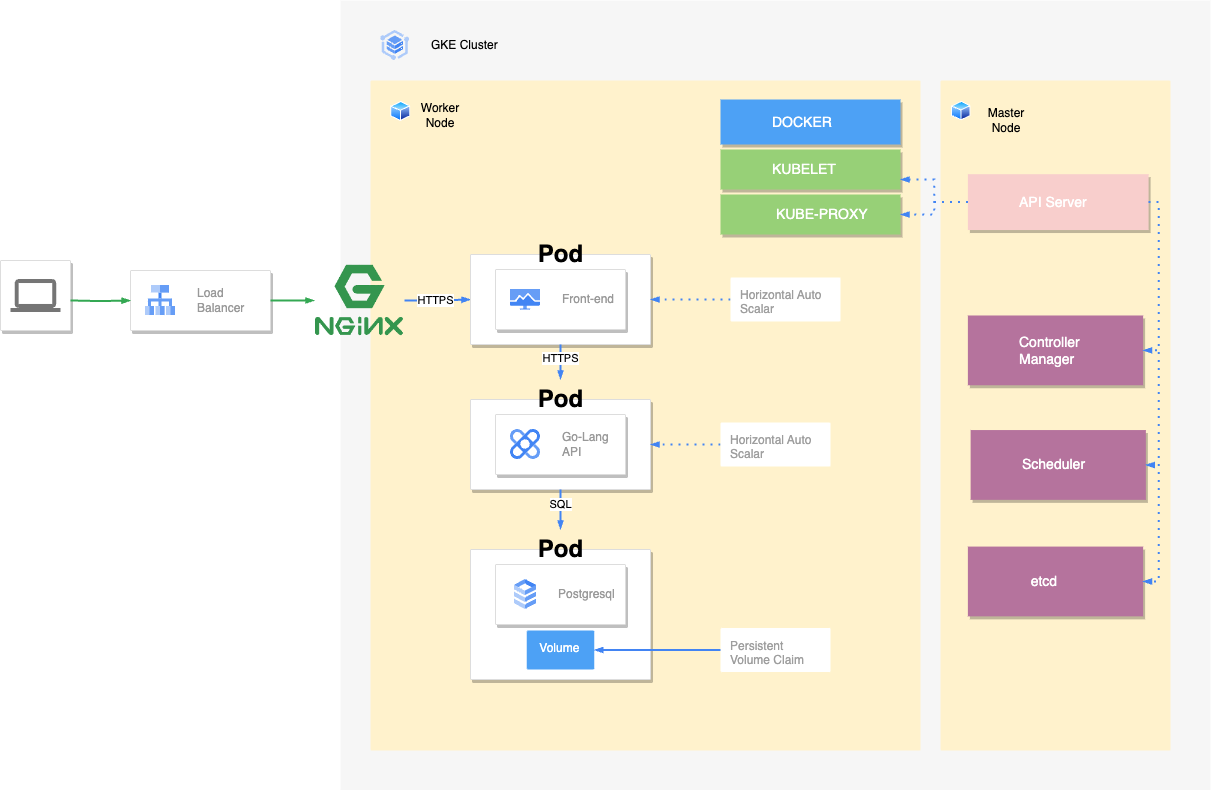 GKE Cluster
Worker
Node
DOCKER
KUBELET
KUBE-PROXY
Master
Node
API Server
Controller
Manager
Scheduler
etcd
Load
Balancer
NGiNX
HTTPS
Pod
Front-end
Horizontal Auto
Scalar
HTTPS
Pod
Go-Lang
API
Horizontal Auto
Scalar
SQL
Pod
Postgresql
Volume
Persistent
Volume Claim